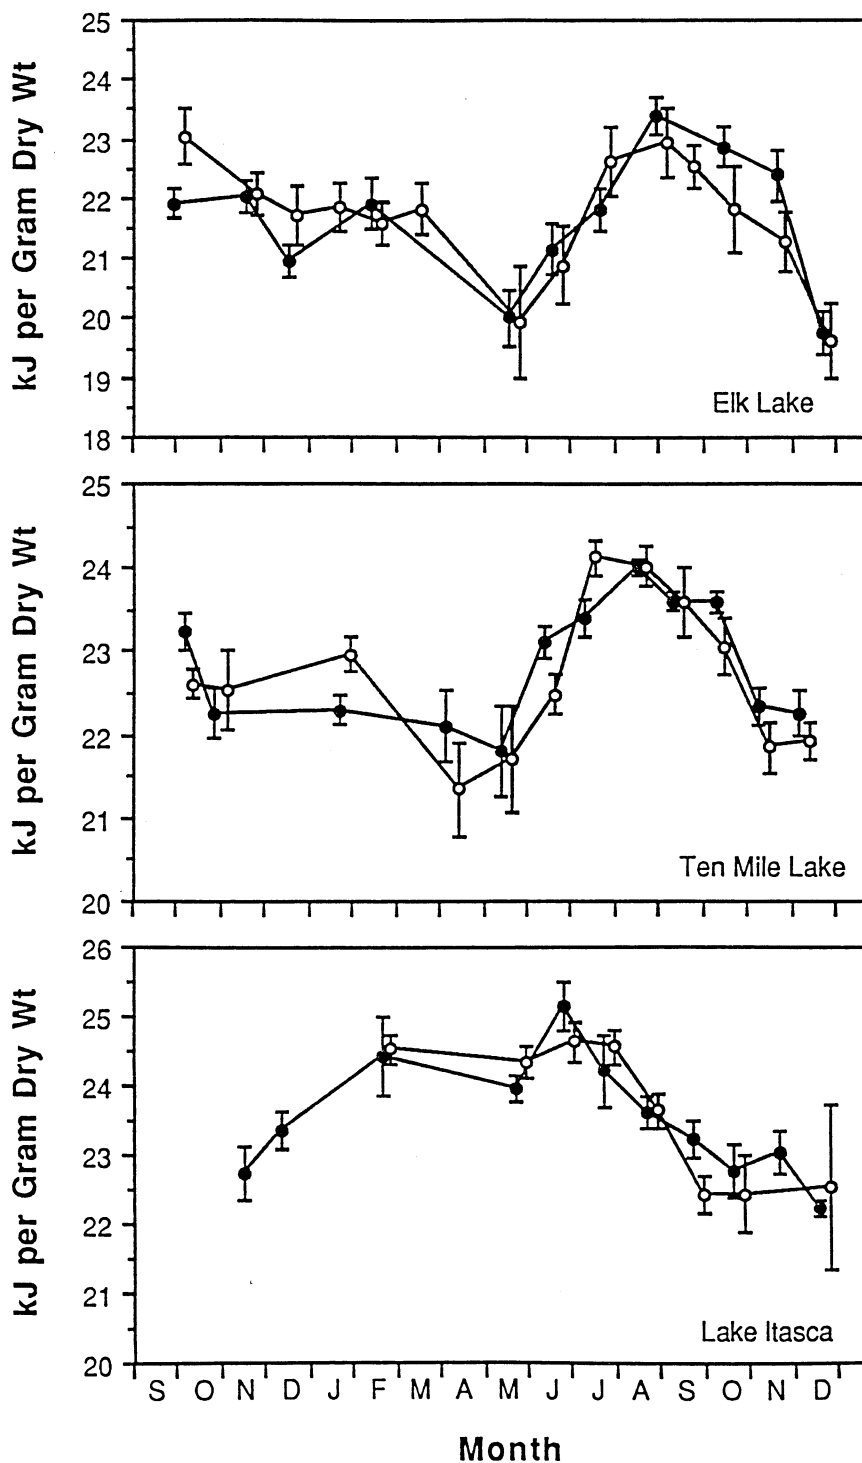 kJ per Gram Dry Wt
25
24
23
22
21
20
19
18
Elk Lake
kJ per Gram Dry Wt
25
24
23
22
21
20
Ten Mile Lake
kJ per Gram Dry Wt
26
25
24
23
22
21
20
Lake Itasca
S O N D J F M A M J J A S O N D
Month